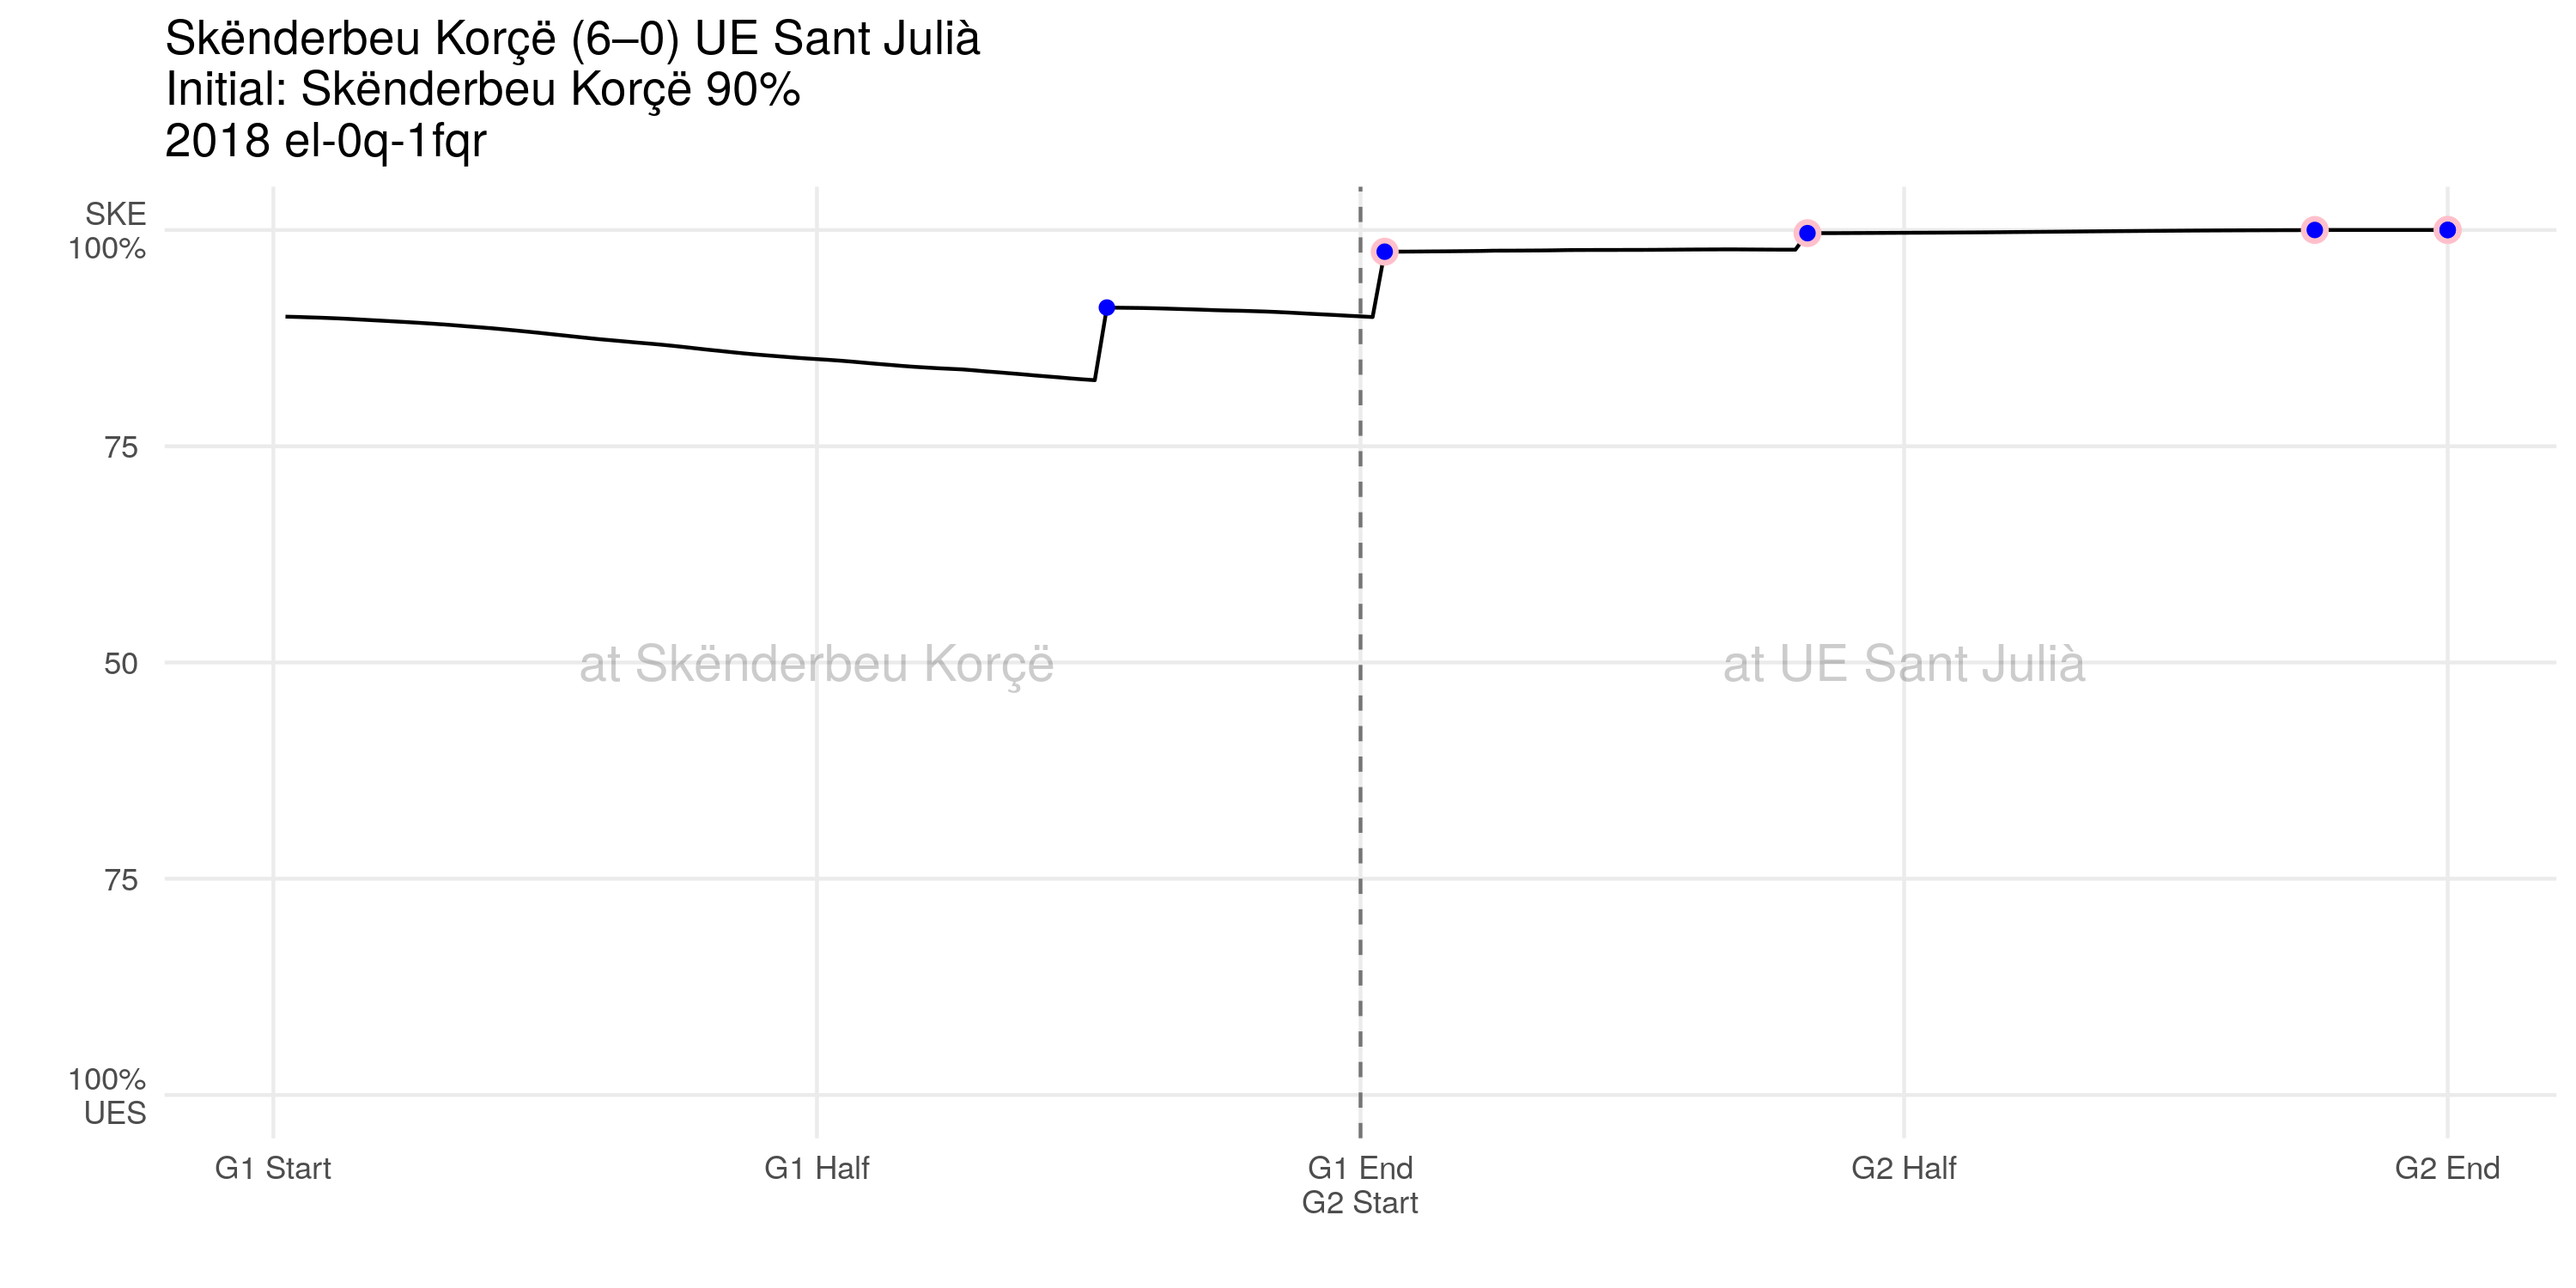 Skënderbeu Korçë (6–0) UE Sant Julià
Initial: Skënderbeu Korçë 90%
2018 el-0q-1fqr
SKE
100%
75
50
75
100%
UES
at Skënderbeu Korçë
at UE Sant Julià
G1 Start
G1 Half
G1 End
G2 Start
G2 Half
G2 End